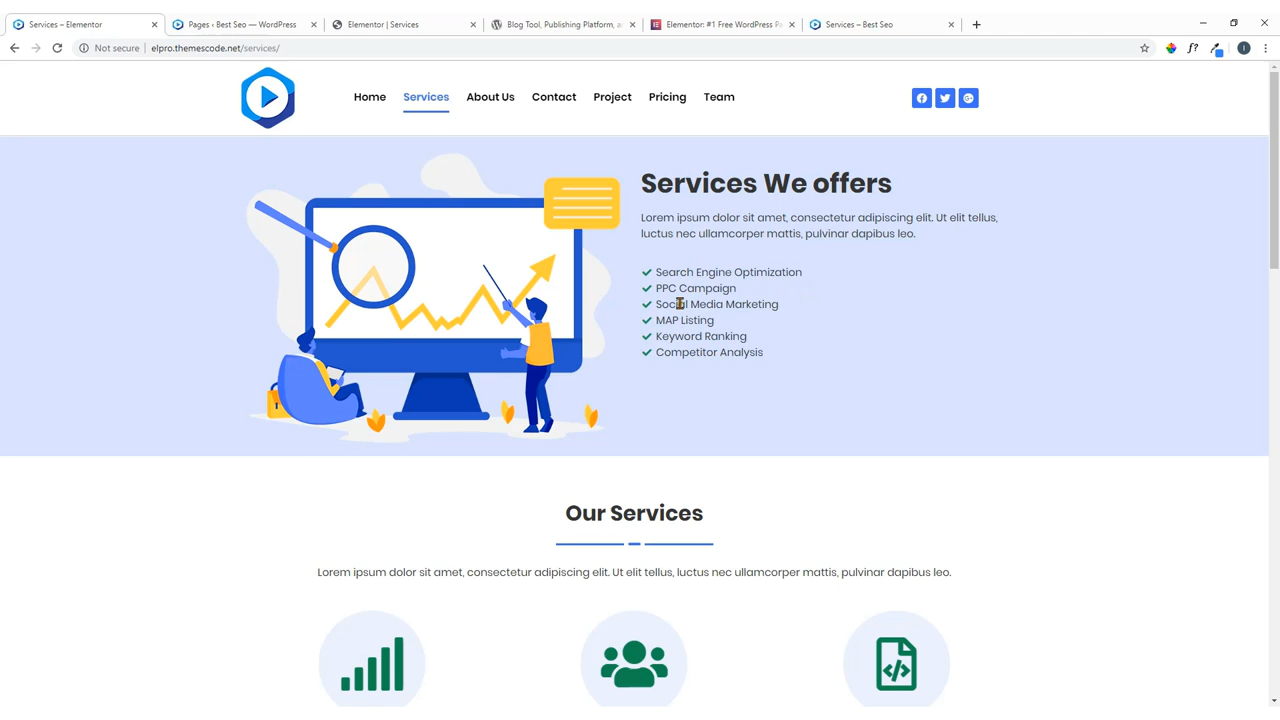 Services – Elementor
Pages ‹ Best Seo — WordPress
Elementor | Services
Blog Tool, Publishing Platform, a
Elementor: #1 Free WordPress P
Services – Best Seo
Not secure | elpro.themescode.net/services/
f?
I
Home
Services
About Us
Contact
Project
Pricing
Team
Services We offers
Lorem ipsum dolor sit amet, consectetur adipiscing elit. Ut elit tellus,
luctus nec ullamcorper mattis, pulvinar dapibus leo.
Search Engine Optimization
PPC Campaign
Social Media Marketing
MAP Listing
Keyword Ranking
Competitor Analysis
Our Services
Lorem ipsum dolor sit amet, consectetur adipiscing elit. Ut elit tellus, luctus nec ullamcorper mattis, pulvinar dapibus leo.